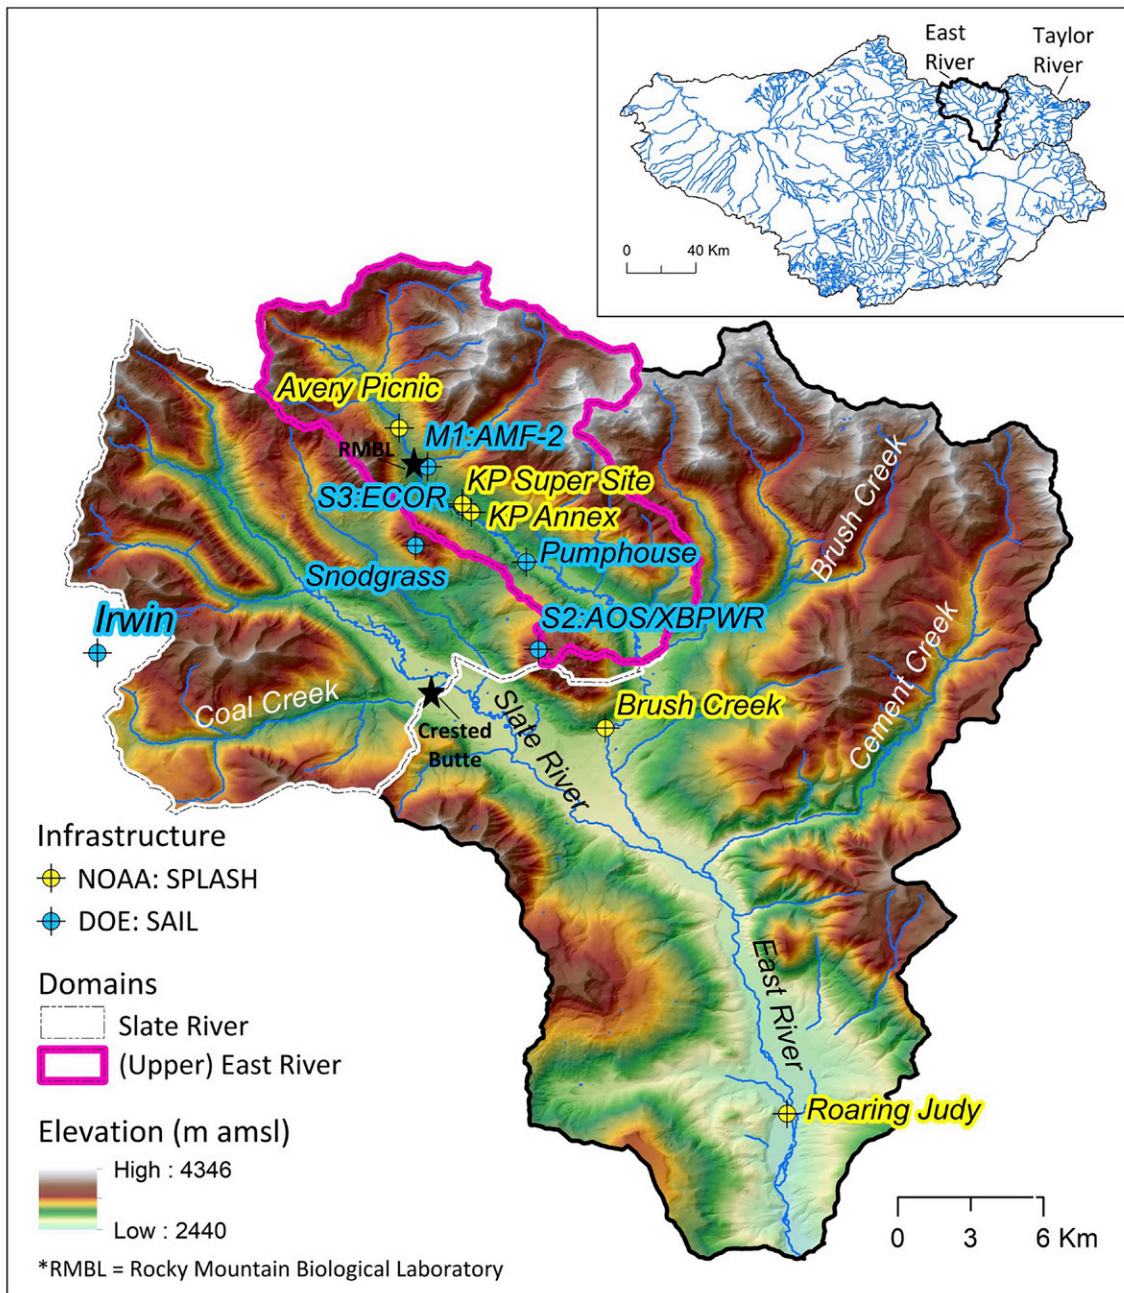 East
River
Taylor
River
0 40 Km
Avery Picnic
M1:AMF-2
RMBL
KP Super Site
S3:ECOR
KP Annex
Pumphouse
Snodgrass
S2:AOS/XBPWR
Irwin
Brush Creek
Cement Creek
Coal Creek
Slate River
Brush Creek
Crested
Butte
East River
Roaring Judy
Infrastructure
NOAA: SPLASH
DOE: SAIL
Domains
Slate River
(Upper) East River
Elevation (m amsl)
High : 4346
Low : 2440
0 3 6 Km
*RMBL = Rocky Mountain Biological Laboratory